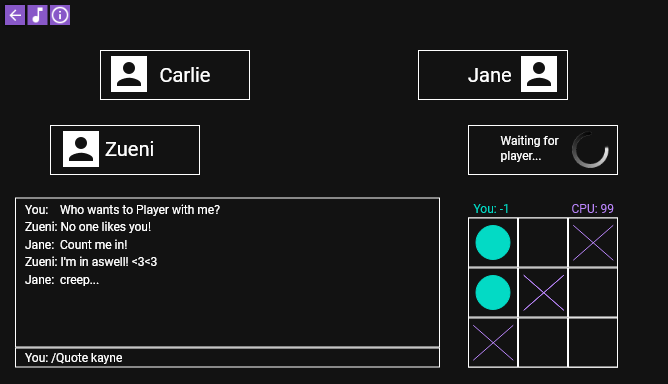 Carlie
Jane
Zueni
Waiting for
player...
You: Who wants to Player with me?
Zueni: No one likes you!
Jane: Count me in!
Zueni: I'm in aswell! <3<3
Jane: creep...
You: /Quote kayne
You: -1
CPU: 99